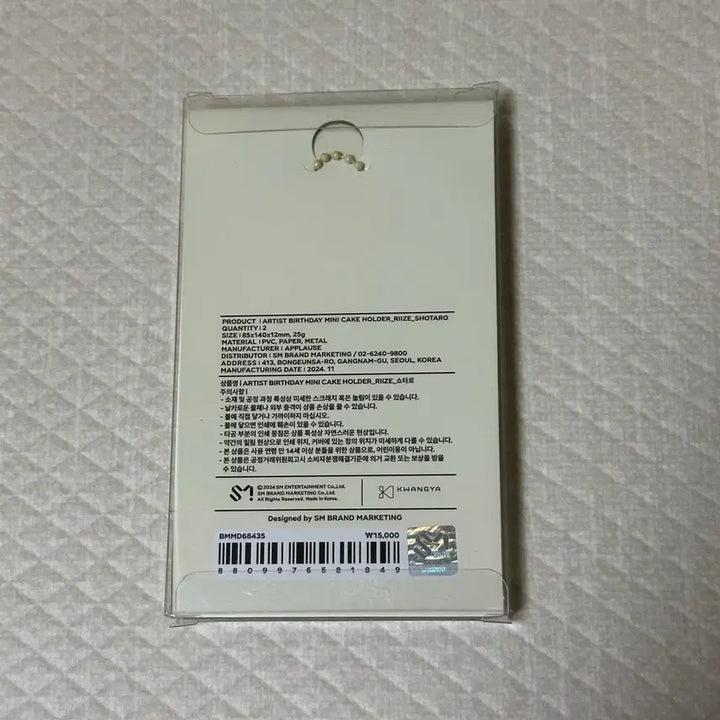 PRODUCT | ARTIST BIRTHDAY MINI CAKE HOLDER_RIIZE_SHOTARO
QUANTITY | 2
SIZE | 85x140x12mm, 25g
MATERIAL | PVC, PAPER, METAL
MANUFACTURER | APPLAUSE
DISTRIBUTOR | SM BRAND MARKETING / 02-6240-9800
ADDRESS | 413, BONGEUNSA-RO, GANGNAM-GU, SEOUL, KOREA
MANUFACTURING DATE | 2024. 11
상품명 | ARTIST BIRTHDAY MINI CAKE HOLDER_RIIZE_쇼타로
주의사항 |
- 소재 및 공정 과정 특성상 미세한 스크래치 혹은 눌림이 있을 수 있습니다.
- 날카로운 물체나 외부 충격이 상품 손상을 줄 수 있습니다.
- 불에 직접 닿거나 가까이하지 마십시오.
- 물에 닿으면 인쇄에 훼손이 있을 수 있습니다.
- 타공 부분의 인쇄 뭉침은 상품 특성상 자연스러운 현상입니다.
- 약간의 밀림 현상으로 인쇄 위치, 커버에 있는 창의 위치가 미세하게 다를 수 있습니다.
- 본 상품은 사용 연령 만 14세 이상 분들을 위한 상품으로, 어린이용이 아닙니다.
- 본 상품은 공정거래위원회고시 소비자분쟁해결기준에 의거 교환 또는 보상을 받을
수 있습니다.
SM
©2024 SM ENTERTAINMENT Co.,Ltd.
SM BRAND MARKETING Co.,Ltd.
All Rights Reserved. Made in Korea.
KWANGYA
Designed by SM BRAND MARKETING
BMMD68435 ₩15,000
8809976581849